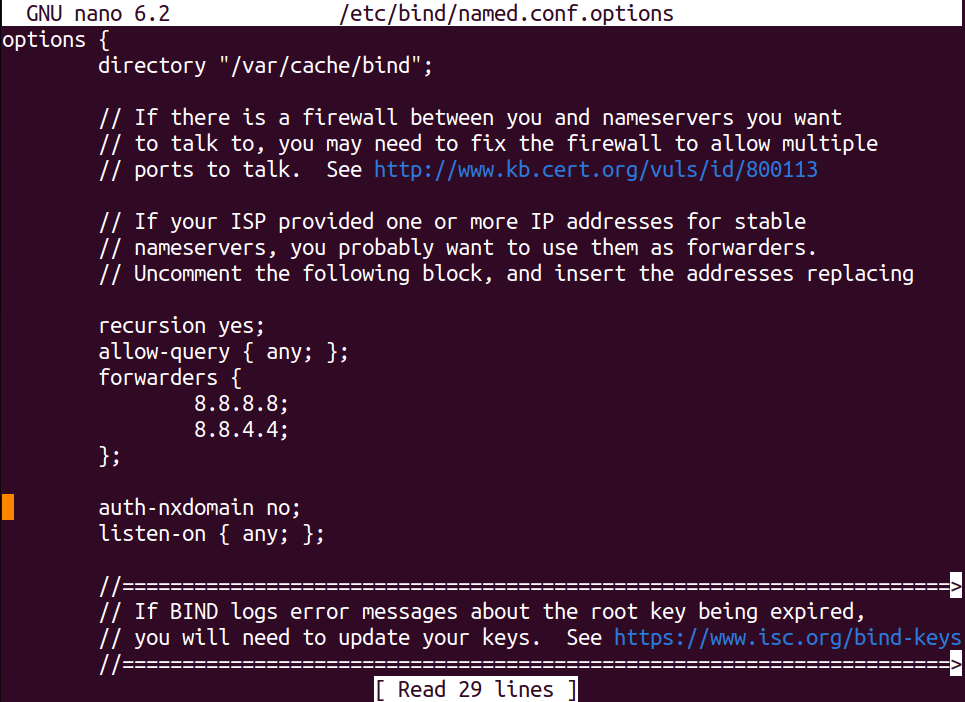 GNU nano 6.2 /etc/bind/named.conf.options
options {
directory "/var/cache/bind";
// If there is a firewall between you and nameservers you want
// to talk to, you may need to fix the firewall to allow multiple
// ports to talk.  See http://www.kb.cert.org/vuls/id/800113
// If your ISP provided one or more IP addresses for stable
// nameservers, you probably want to use them as forwarders.
// Uncomment the following block, and insert the addresses replacing
recursion yes;
allow-query { any; };
forwarders {
8.8.8.8;
8.8.4.4;
};
auth-nxdomain no;
listen-on { any; };
//=====================================================================>
// If BIND logs error messages about the root key being expired,
// you will need to update your keys.  See https://www.isc.org/bind-keys
//=====================================================================>
[ Read 29 lines ]